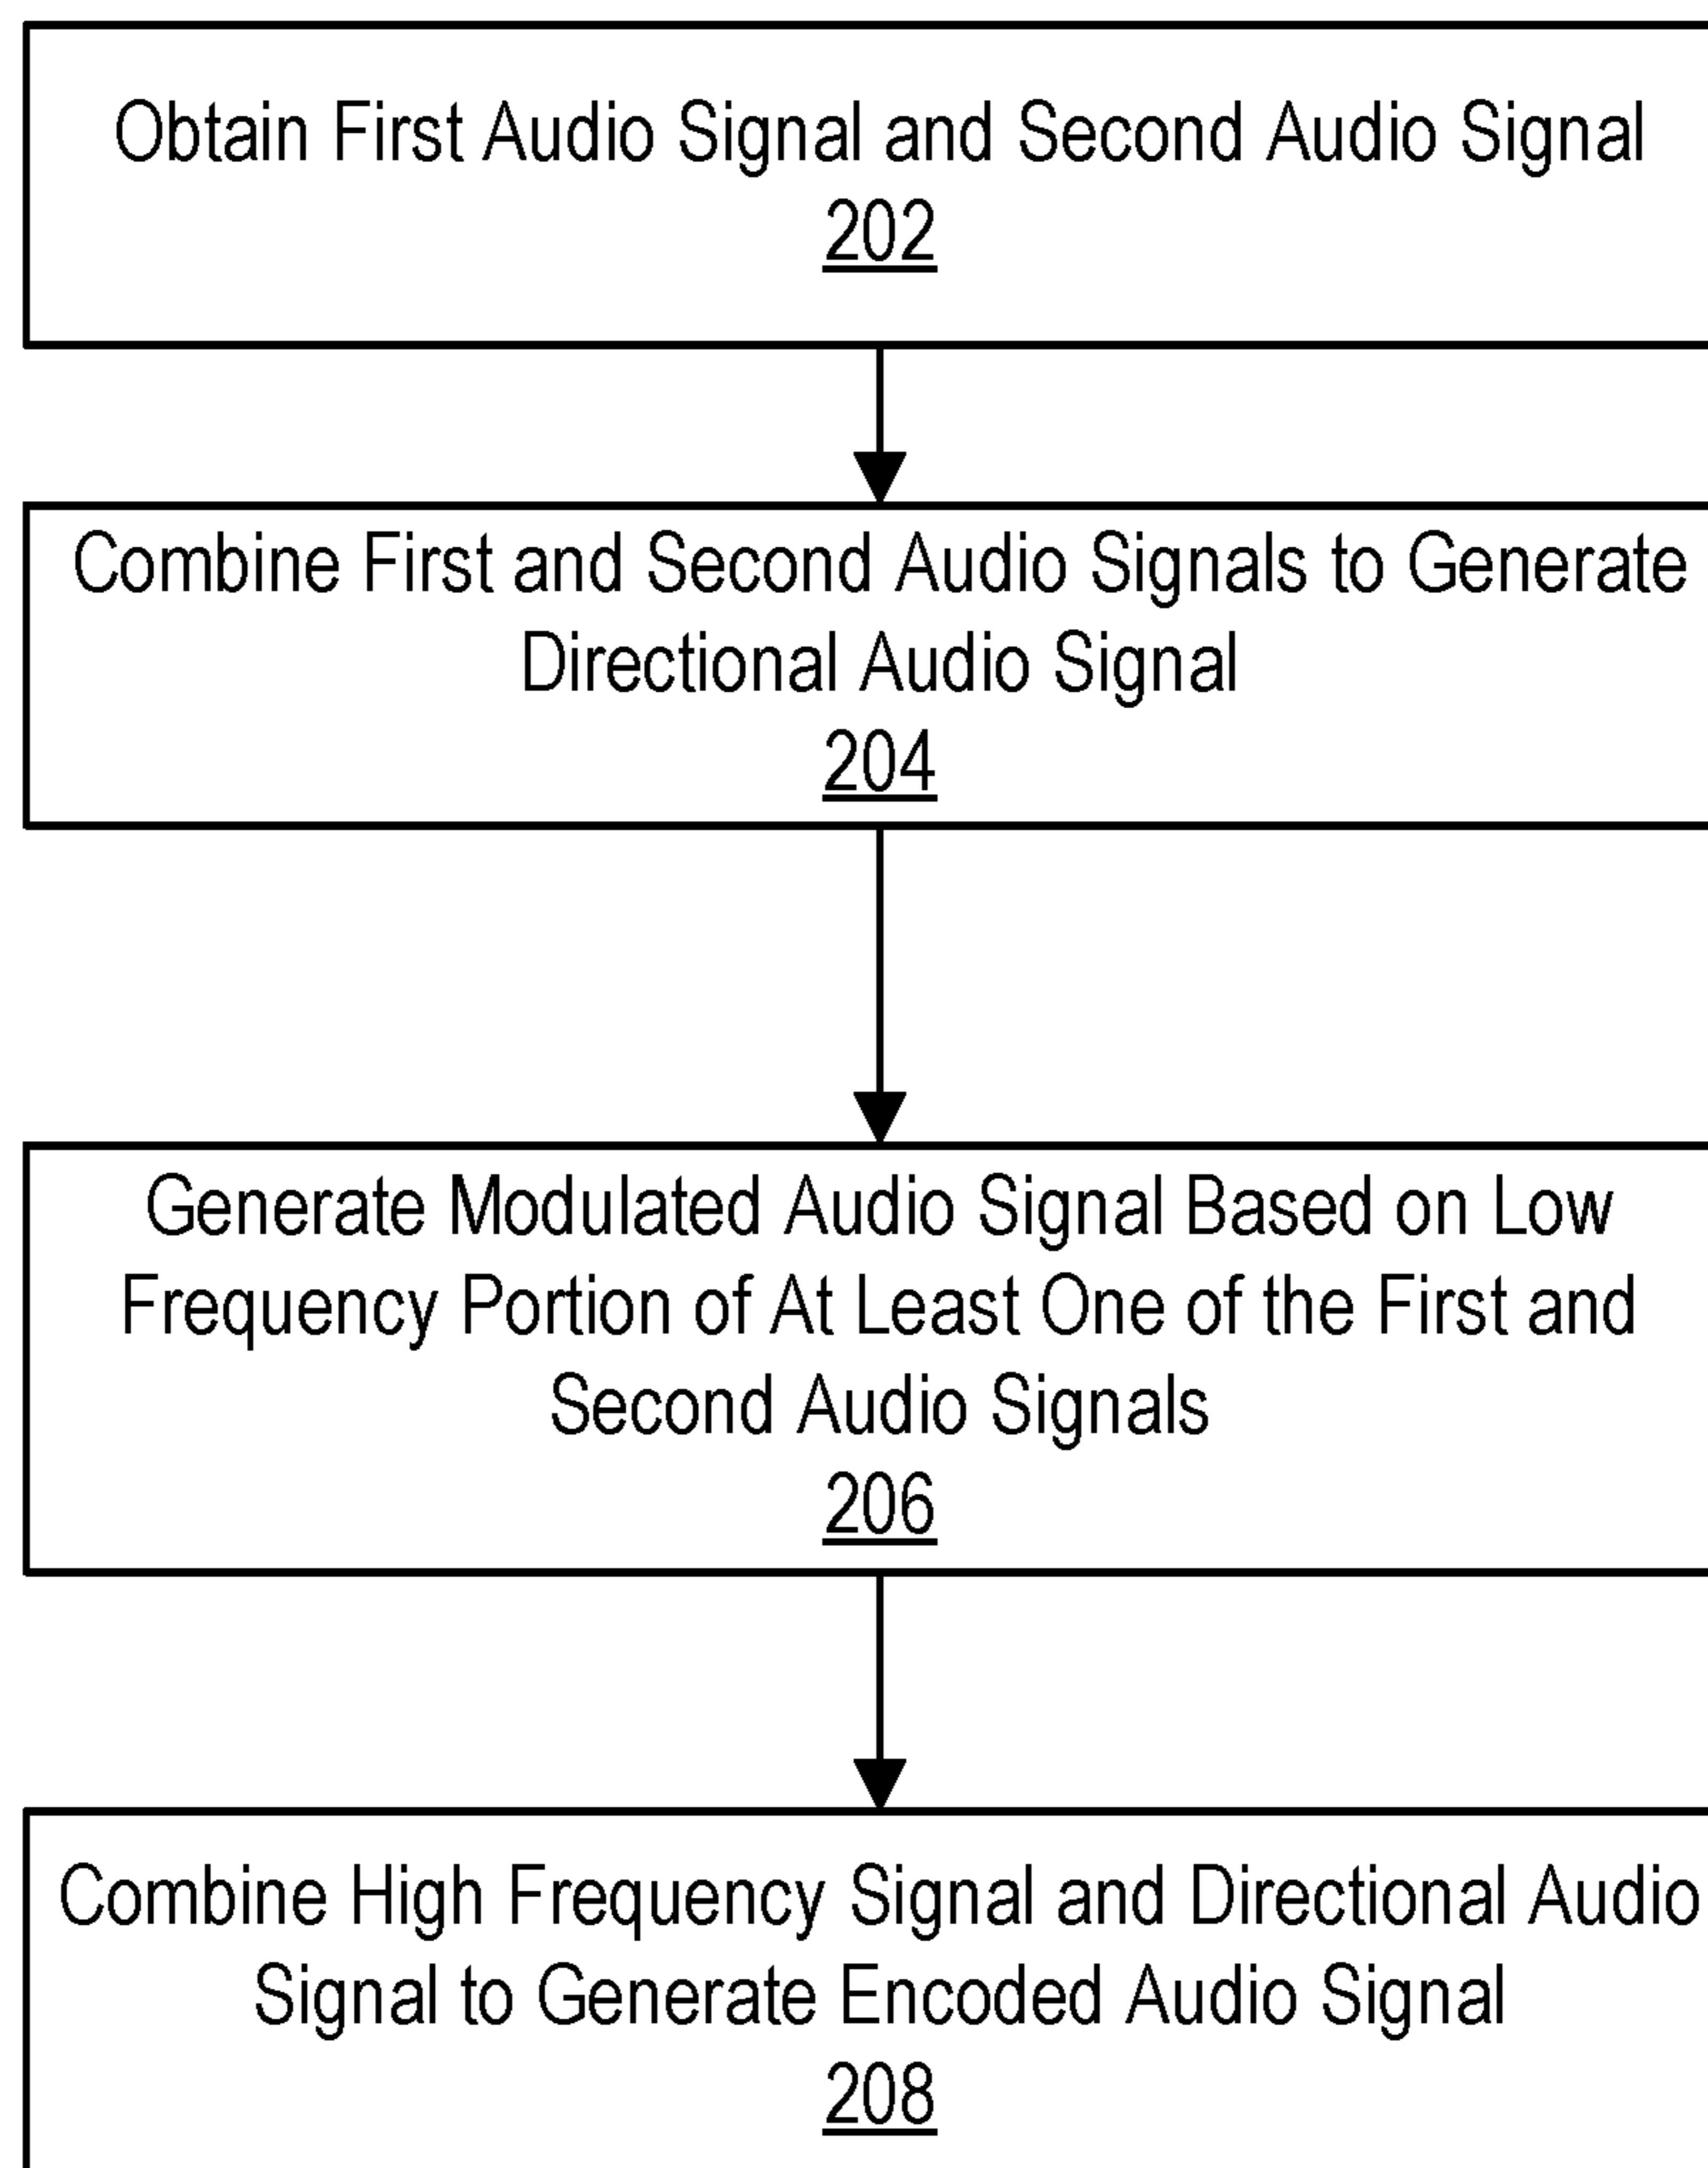 Obtain First Audio Signal and Second Audio Signal
202
Combine First and Second Audio Signals to Generate
Directional Audio Signal
204
Generate Modulated Audio Signal Based on Low
Frequency Portion of At Least One of the First and
Second Audio Signals
206
Combine High Frequency Signal and Directional Audio
Signal to Generate Encoded Audio Signal
208